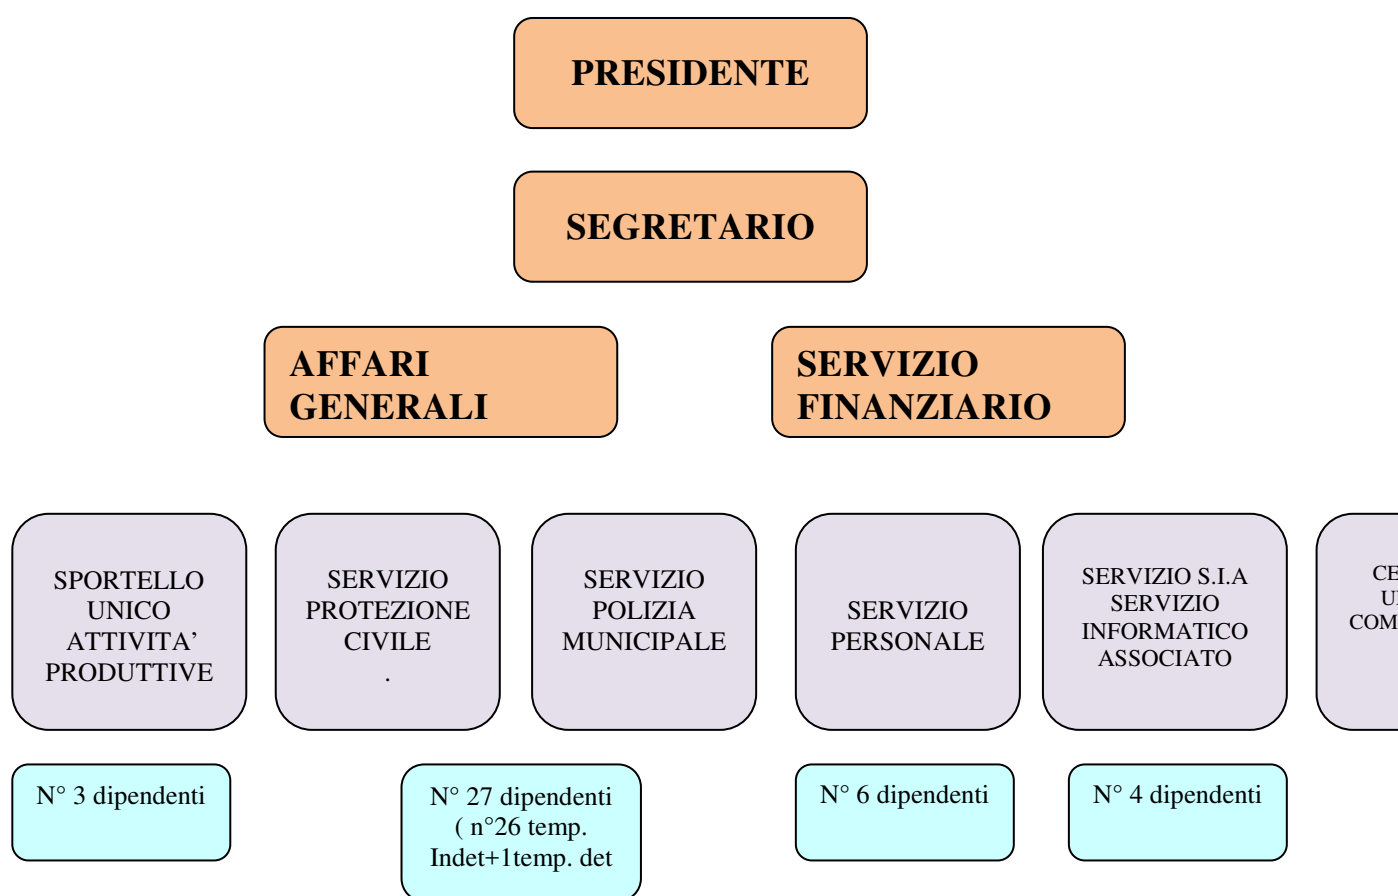 PRESIDENTE
SEGRETARIO
AFFARI
GENERALI
SERVIZIO
FINANZIARIO
SPORTELLO
UNICO
ATTIVITA’
PRODUTTIVE
SERVIZIO
PROTEZIONE
CIVILE
.
SERVIZIO
POLIZIA
MUNICIPALE
SERVIZIO
PERSONALE
SERVIZIO S.I.A
SERVIZIO
INFORMATICO
ASSOCIATO
N° 3 dipendenti
N° 27 dipendenti
( n°26 temp.
Indet+1temp. det
N° 6 dipendenti
N° 4 dipendenti